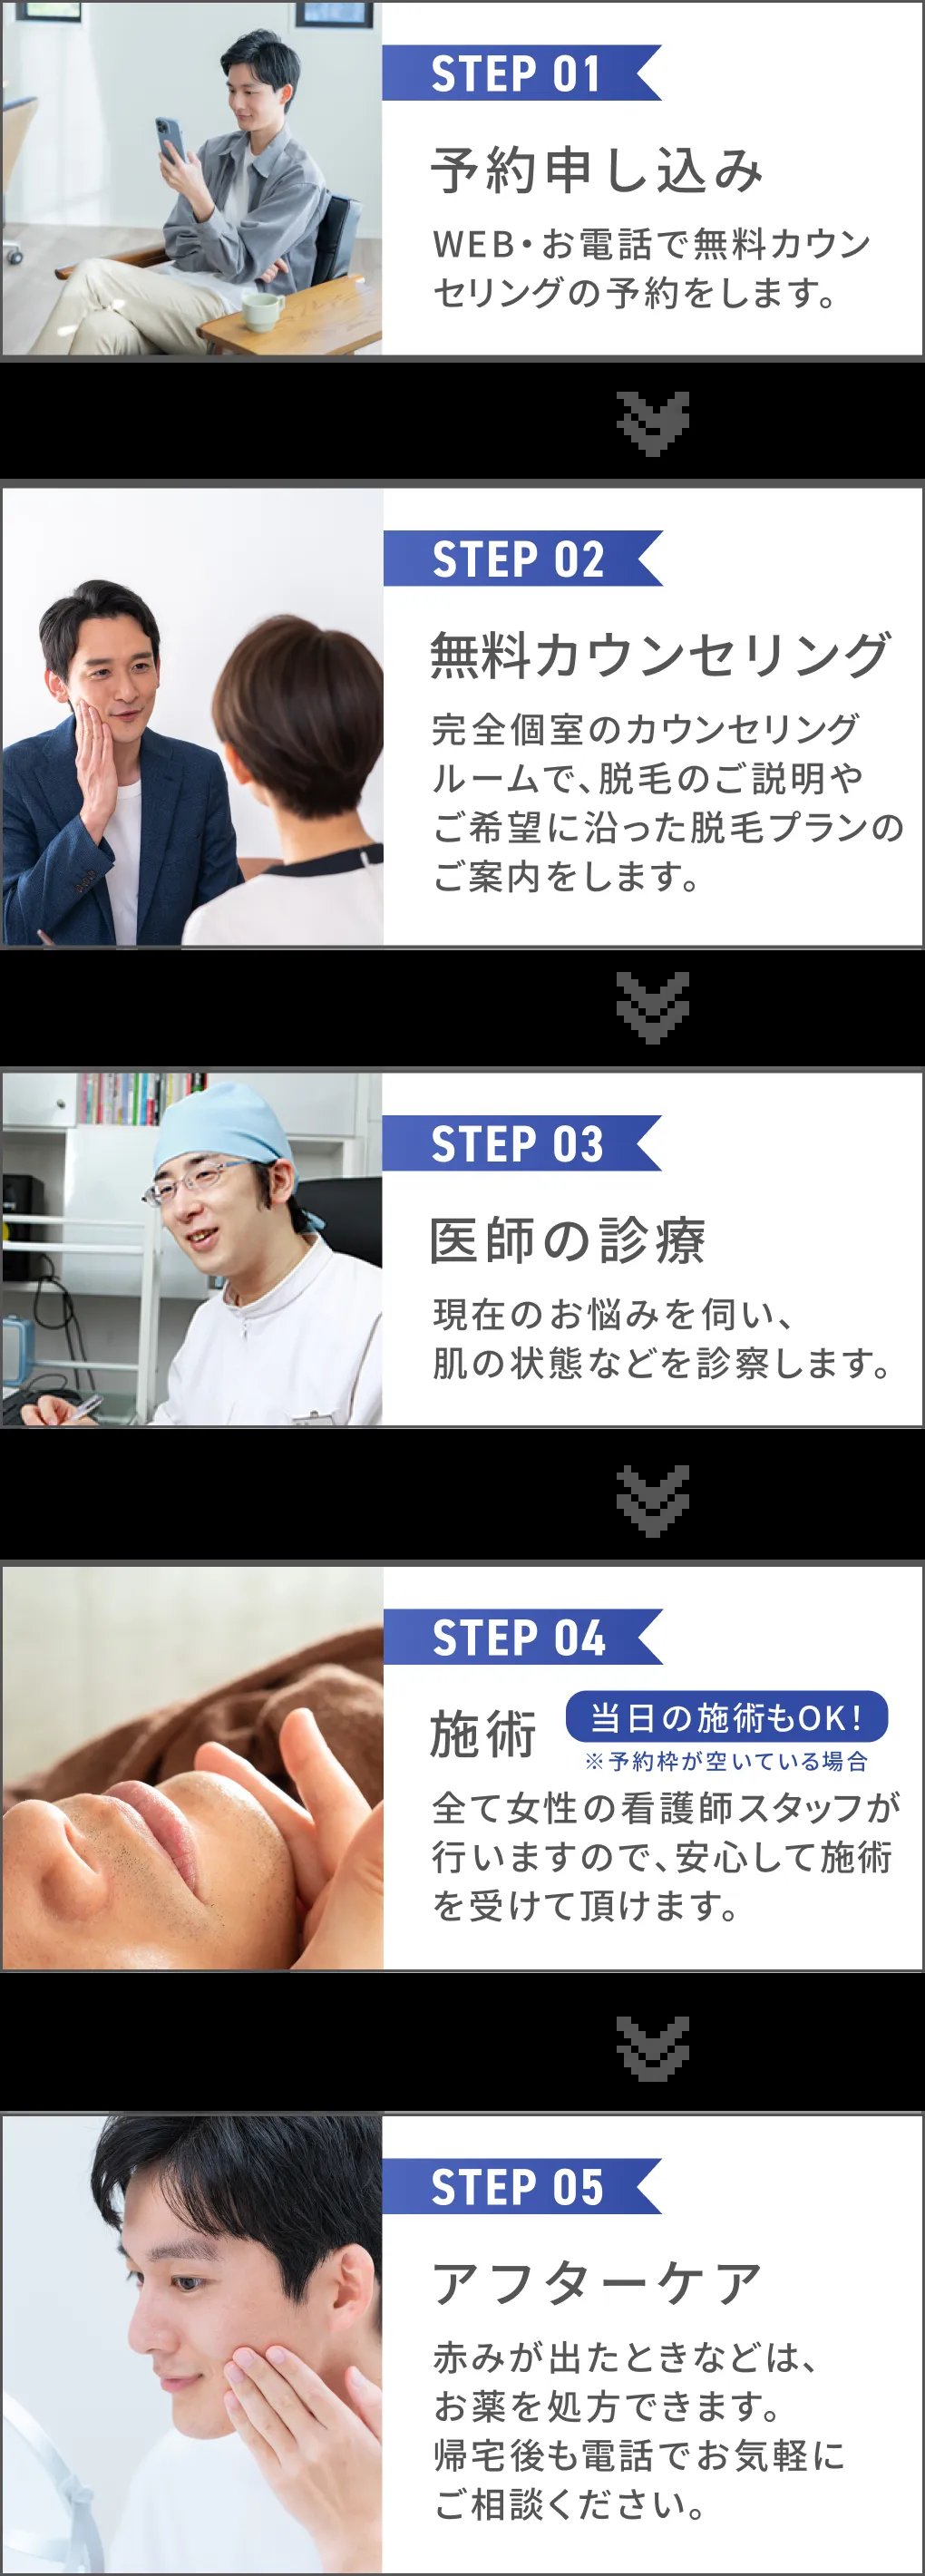 STEP 01
予約申し込み
WEB・お電話で無料カウン
セリングの予約をします。
STEP 02
無料カウンセリング
完全個室のカウンセリング
ルームで、脱毛のご説明や
ご希望に沿った脱毛プランの
ご案内をします。
STEP 03
医師の診療
現在のお悩みを伺い、
肌の状態などを診察します。
STEP 04
施術
当日の施術もOK!
※予約枠が空いている場合
全て女性の看護師スタッフが
行いますので、安心して施術
を受けて頂けます。
STEP 05
アフターケア
赤みが出たときなどは、
お薬を処方できます。
帰宅後も電話でお気軽に
ご相談ください。